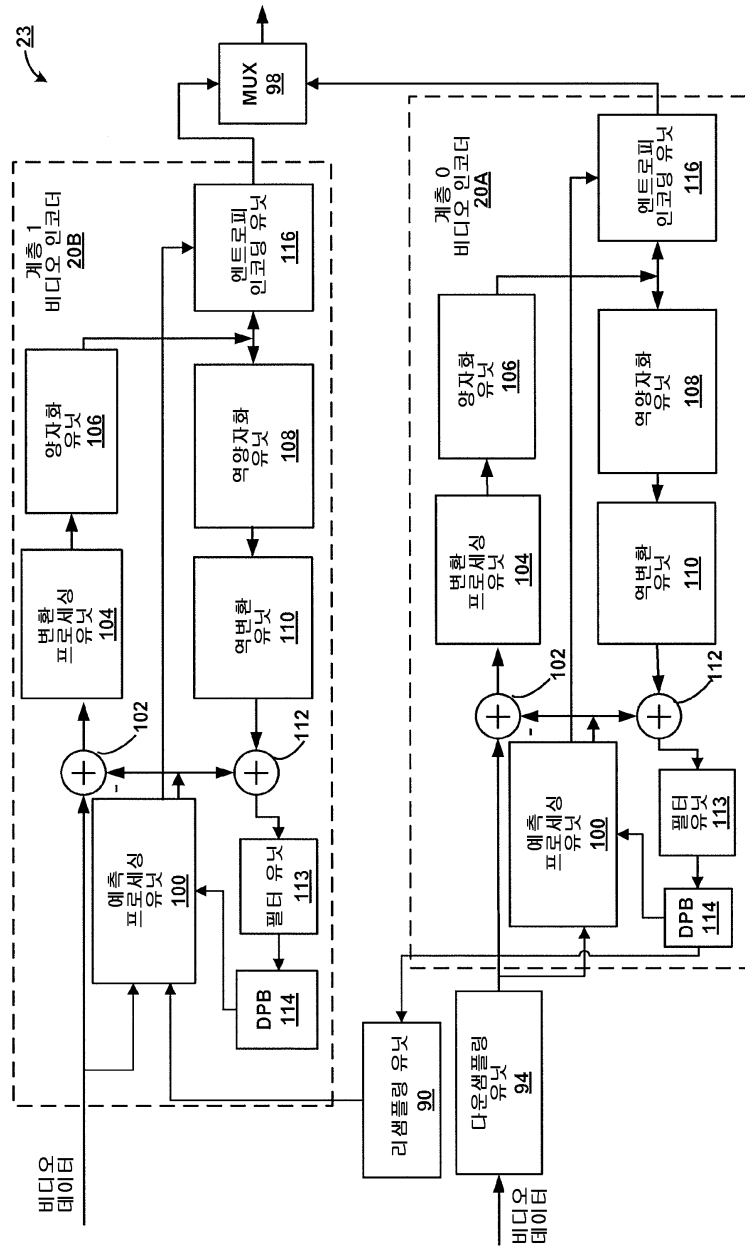 23
비디오
데이터
계층 1
비디오 인코더
20B
102
변환
프로세싱
유닛
104
양자화
유닛
106
예측
프로세싱
유닛
100
112
역변환
유닛
110
역양자화
유닛
108
엔트로피
인코딩 유닛
116
필터 유닛
113
DPB
114
MUX
98
리샘플링 유닛
90
비디오
데이터
다운샘플링
유닛
94
계층 0
비디오 인코더
20A
102
변환
프로세싱
유닛
104
양자화
유닛
106
예측
프로세싱
유닛
100
112
역변환
유닛
110
역양자화
유닛
108
엔트로피
인코딩 유닛
116
필터
유닛
113
DPB
114